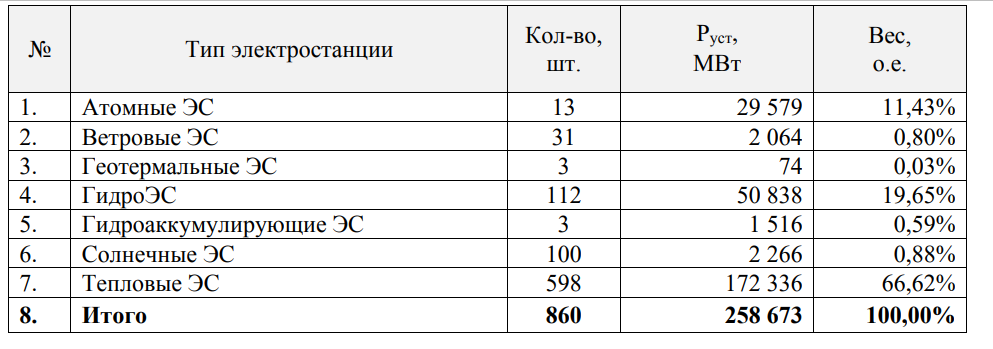 № Тип электростанции Кол-во, шт. Pуст, МВт Вес, о.е.
1. Атомные ЭС 13 29 579 11,43%
2. Ветровые ЭС 31 2 064 0,80%
3. Геотермальные ЭС 3 74 0,03%
4. ГидроЭС 112 50 838 19,65%
5. Гидроаккумулирующие ЭС 3 1 516 0,59%
6. Солнечные ЭС 100 2 266 0,88%
7. Тепловые ЭС 598 172 336 66,62%
8. Итого 860 258 673 100,00%